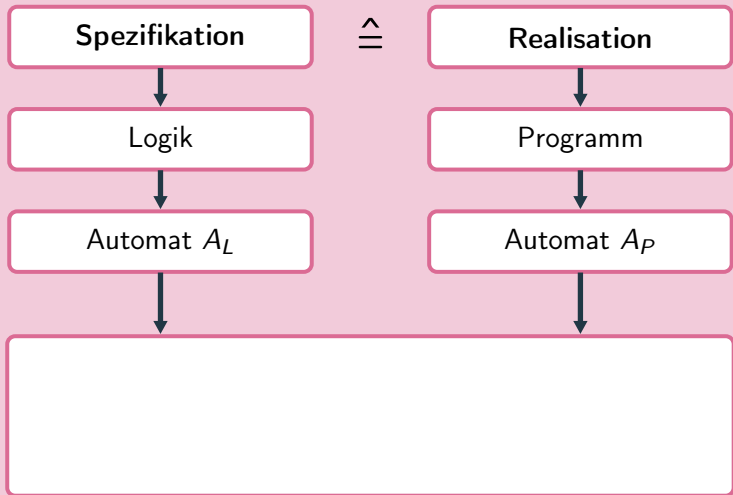 Spezifikation ≙ Realisation
Logik Programm
Automat A_L Automat A_P